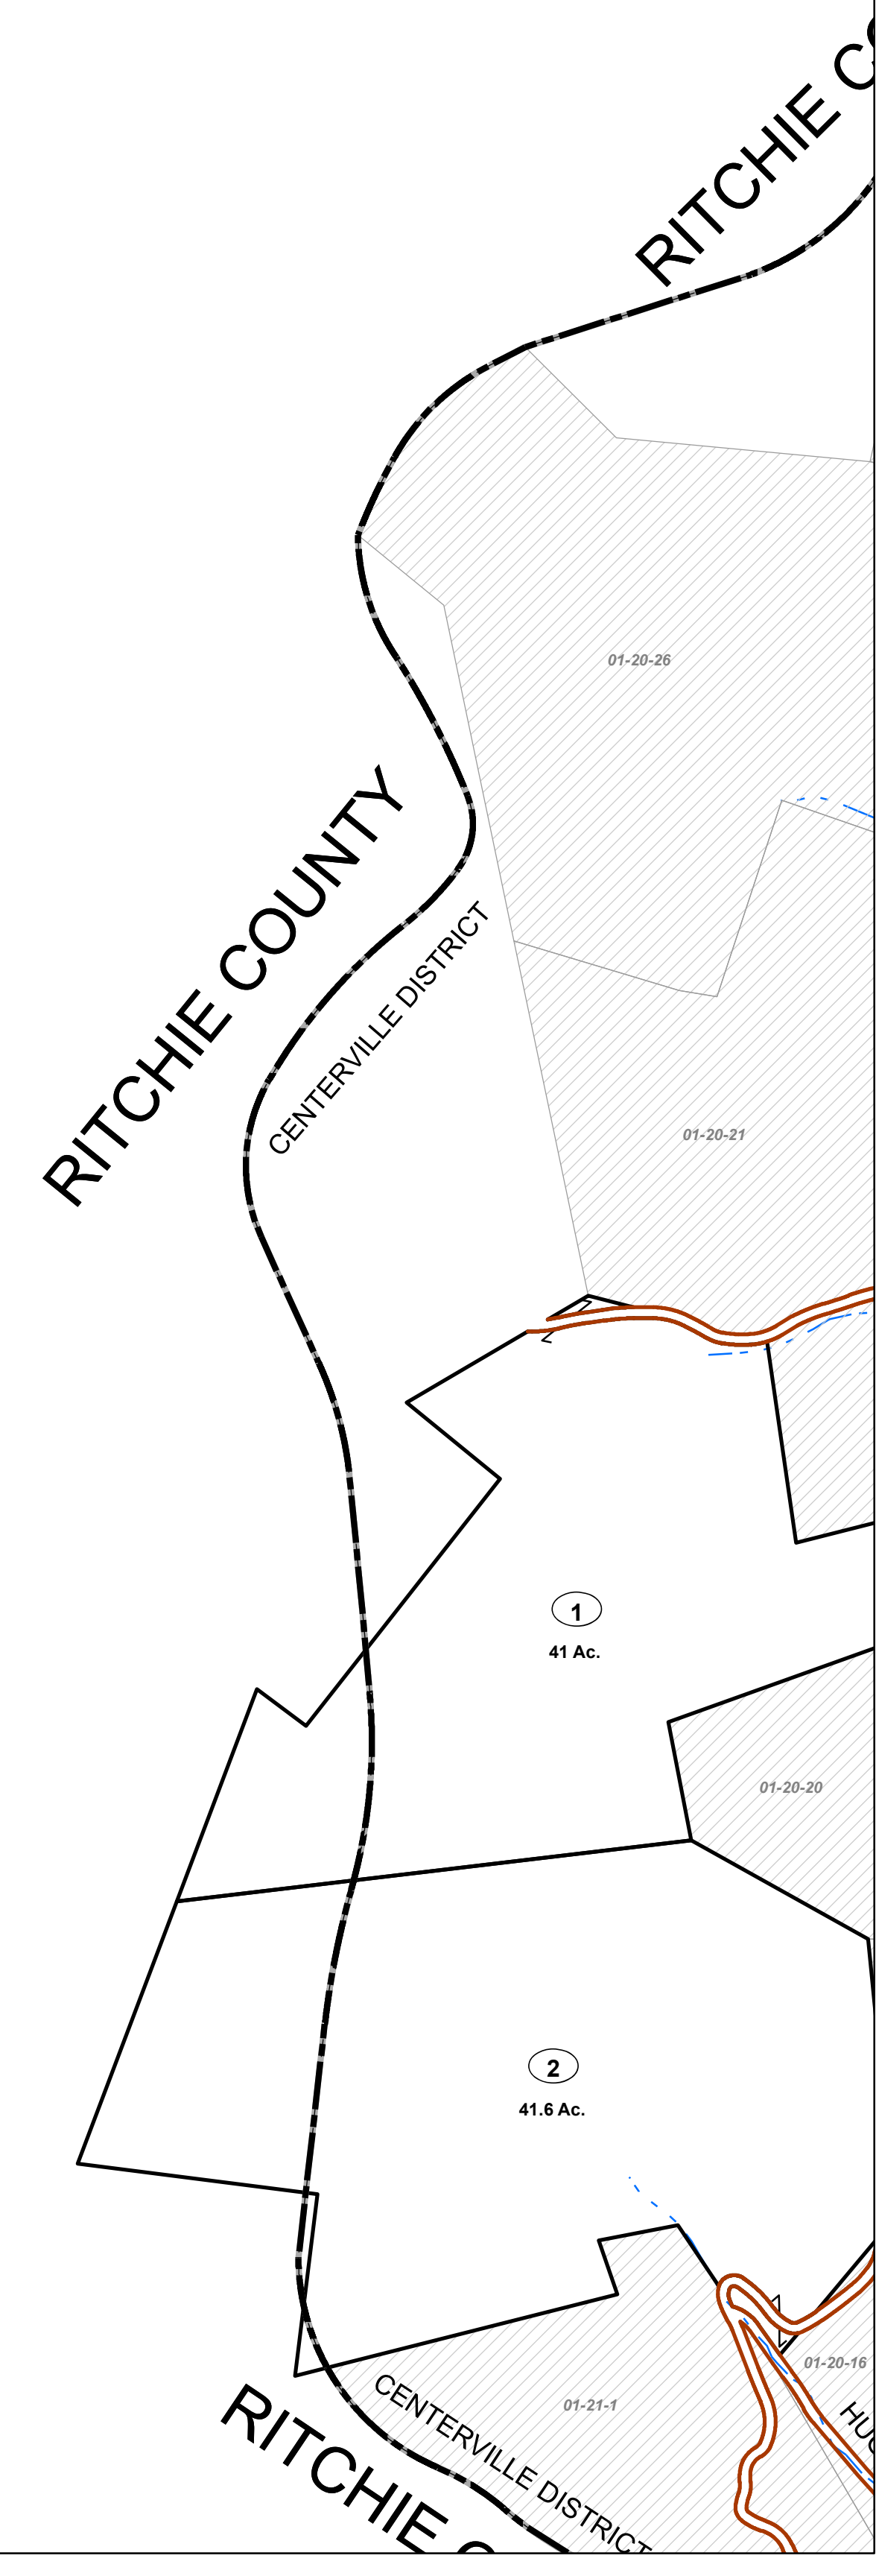 RITCHIE CO
01-20-26
RITCHIE COUNTY
CENTERVILLE DISTRICT
01-20-21
1
41 Ac.
01-20-20
2
41.6 Ac.
01-20-16
01-21-1
CENTERVILLE DISTRICT
RITCHIE C